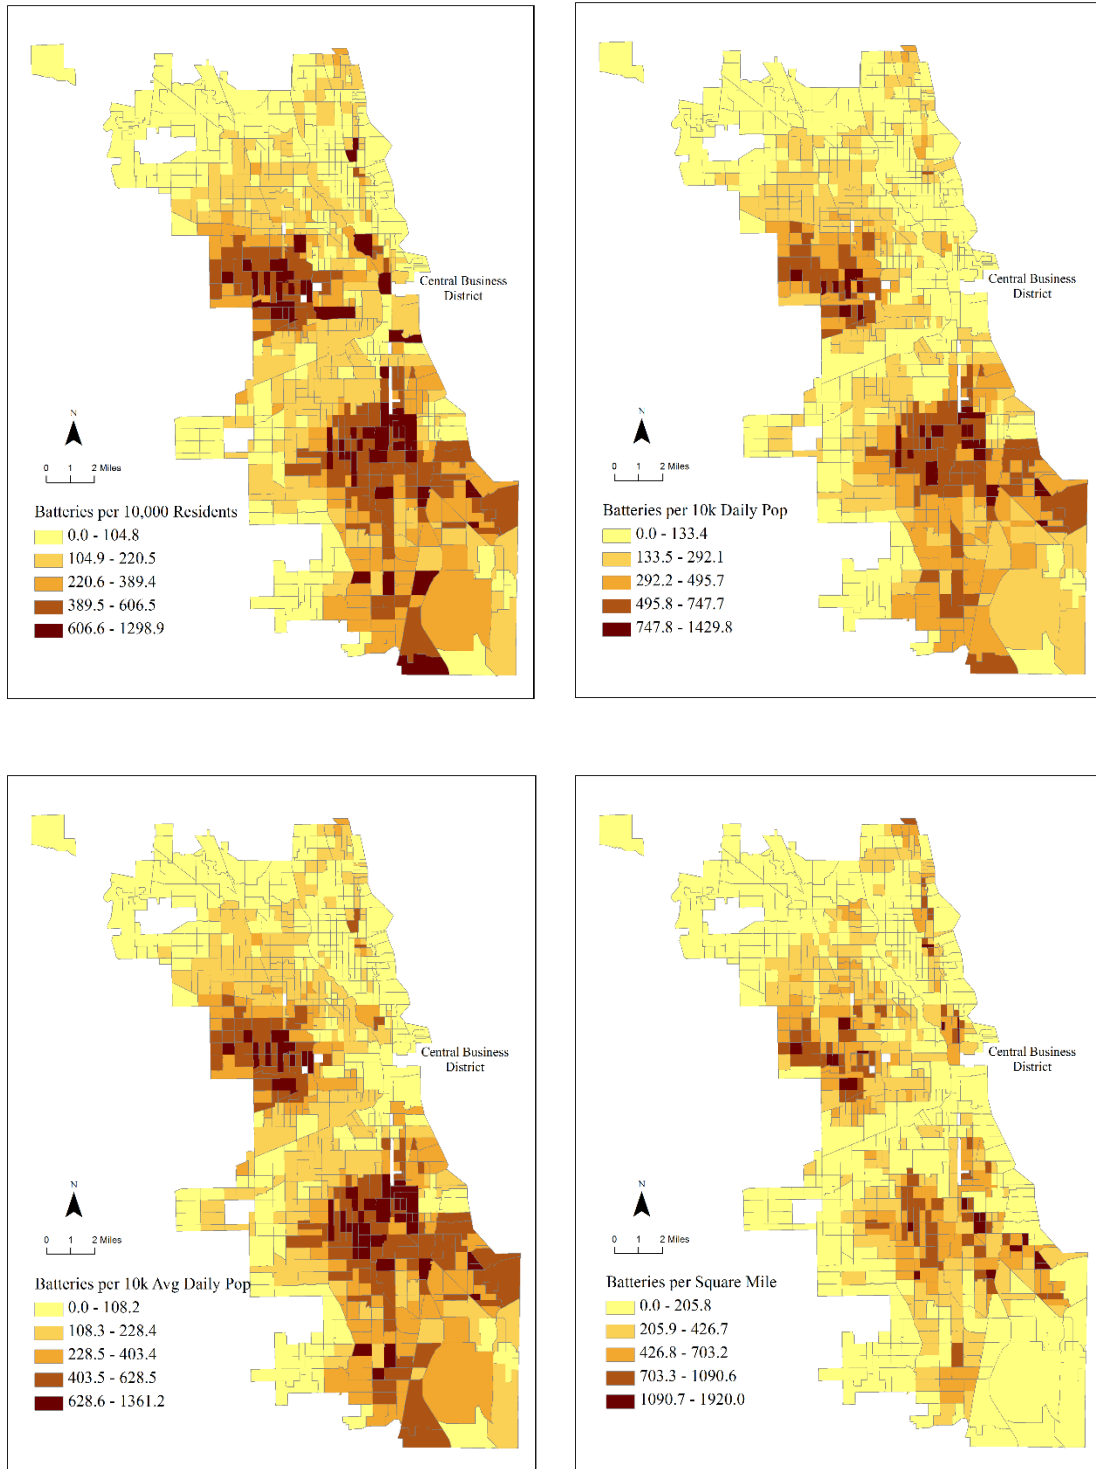 Central Business
District
N
0 1 2 Miles
Batteries per 10,000 Residents
0.0 - 104.8
104.9 - 220.5
220.6 - 389.4
389.5 - 606.5
606.6 - 1298.9
Central Business
District
N
0 1 2 Miles
Batteries per 10k Daily Pop
0.0 - 133.4
133.5 - 292.1
292.2 - 495.7
495.8 - 747.7
747.8 - 1429.8
Central Business
District
N
0 1 2 Miles
Batteries per 10k Avg Daily Pop
0.0 - 108.2
108.3 - 228.4
228.5 - 403.4
403.5 - 628.5
628.6 - 1361.2
Central Business
District
N
0 1 2 Miles
Batteries per Square Mile
0.0 - 205.8
205.9 - 426.7
426.8 - 703.2
703.3 - 1090.6
1090.7 - 1920.0